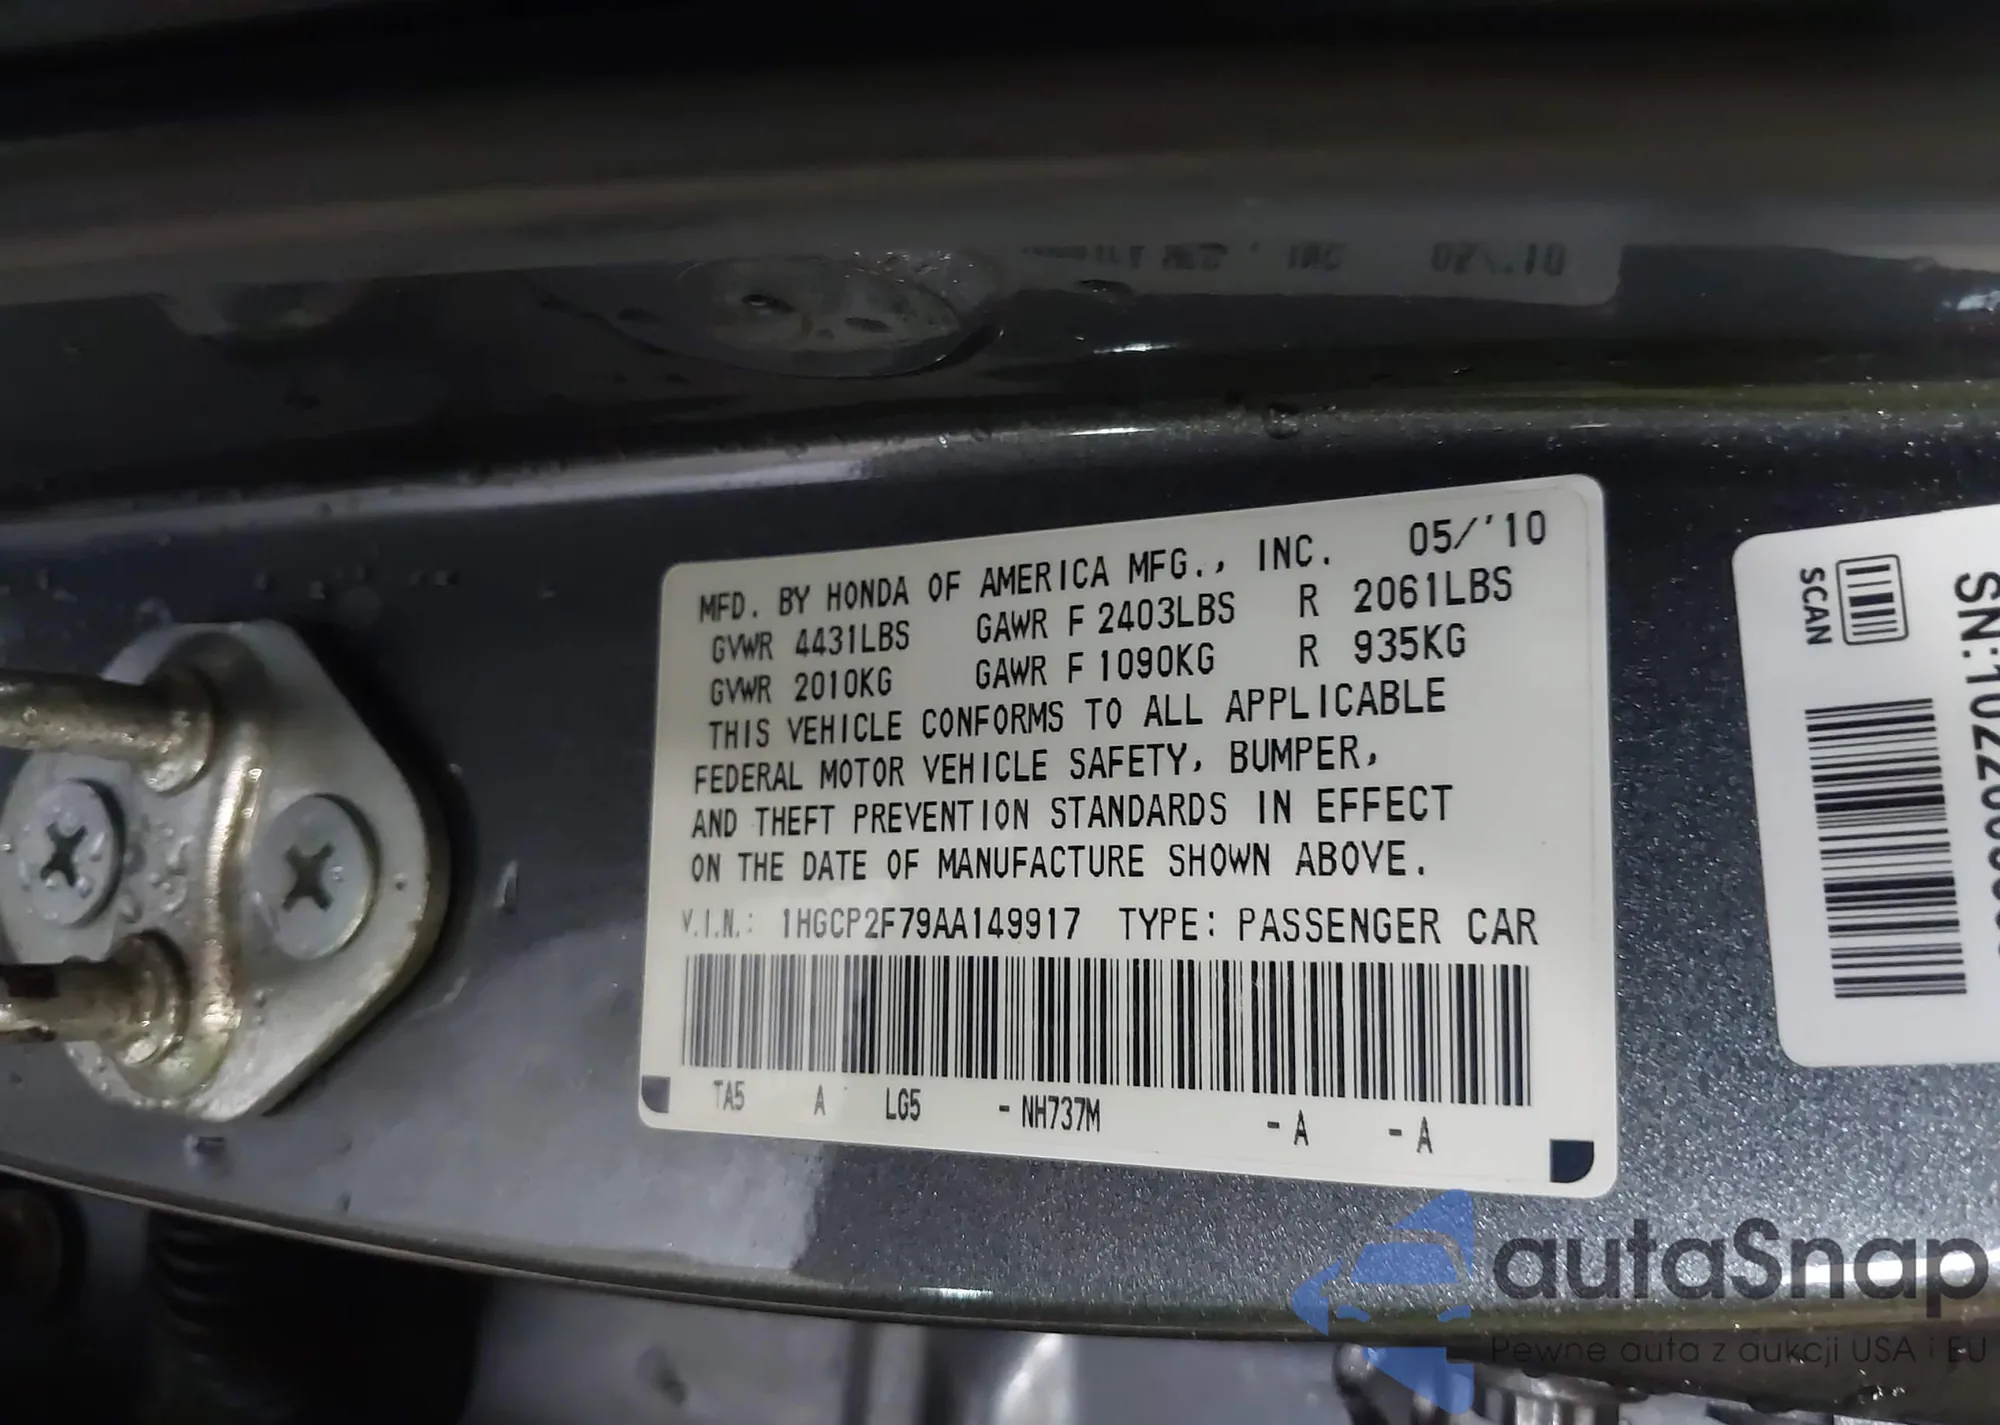 MFD. BY HONDA OF AMERICA MFG., INC. 05/'10
GVWR 4431LBS GAWR F 2403LBS R 2061LBS
GVWR 2010KG GAWR F 1090KG R 935KG
THIS VEHICLE CONFORMS TO ALL APPLICABLE
FEDERAL MOTOR VEHICLE SAFETY, BUMPER,
AND THEFT PREVENTION STANDARDS IN EFFECT
ON THE DATE OF MANUFACTURE SHOWN ABOVE.
V.I.N.: 1HGCP2F79AA149917 TYPE: PASSENGER CAR
TA5 A LG5 - NH737M - A - A
SCAN
autaSnap
Pewne auta z aukcji USA i EU